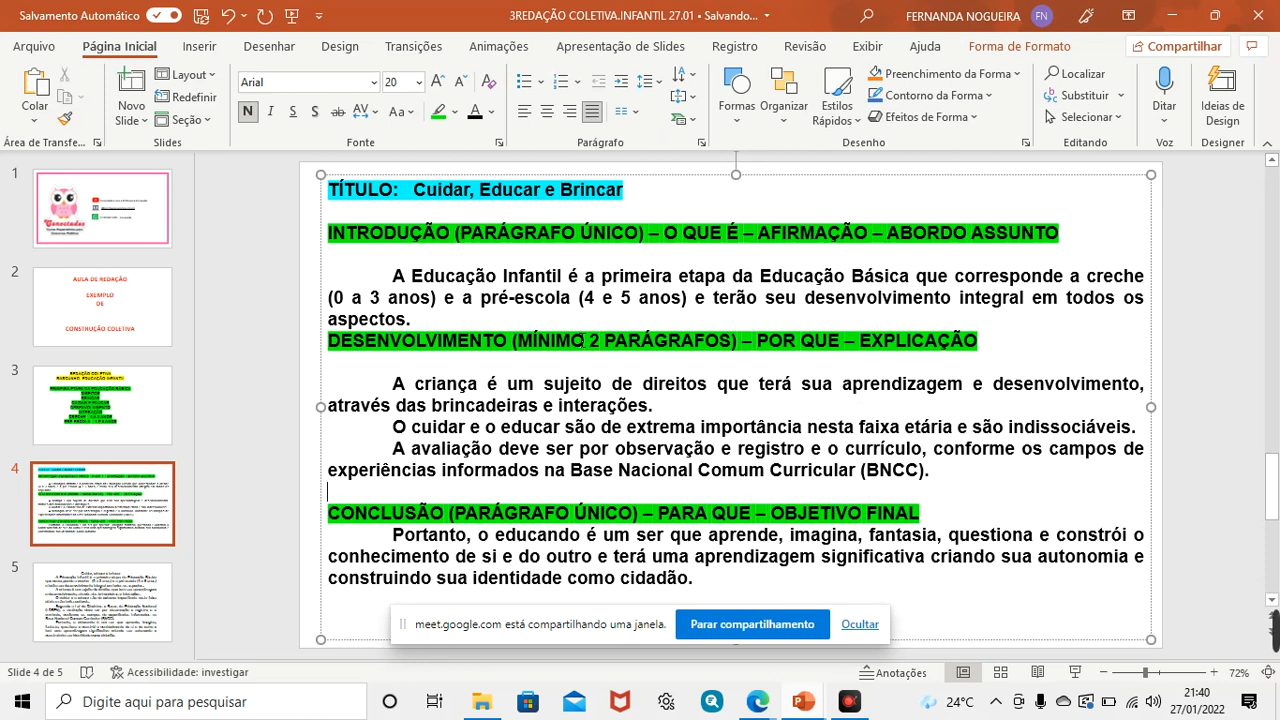 Salvamento Automático
3REDAÇÃO COLETIVA.INFANTIL 27.01 • Salvando...
FERNANDA NOGUEIRA FN
Arquivo Página Inicial Inserir Desenhar Design Transições Animações Apresentação de Slides Registro Revisão Exibir Ajuda Forma de Formato Compartilhar
Colar
Novo Slide
Layout
Redefinir
Seção
Arial 20
N I S S ab AV Aa A
Formas Organizar Estilos Rápidos
Preenchimento da Forma
Contorno da Forma
Efeitos de Forma
Localizar
Substituir
Selecionar
Ditar
Ideias de Design
Área de Transfe... Slides Fonte Parágrafo Desenho Editando Voz Designer
1
Conectadas
2
AULA DE REDAÇÃO
EXEMPLO
DE
CONSTRUÇÃO COLETIVA
3
4
5
TÍTULO: Cuidar, Educar e Brincar
INTRODUÇÃO (PARÁGRAFO ÚNICO) – O QUE É – AFIRMAÇÃO – ABORDO ASSUNTO
A Educação Infantil é a primeira etapa da Educação Básica que corresponde a creche
(0 a 3 anos) e a pré-escola (4 e 5 anos) e terão seu desenvolvimento integral em todos os
aspectos.
DESENVOLVIMENTO (MÍNIMO 2 PARÁGRAFOS) – POR QUE – EXPLICAÇÃO
A criança e um sujeito de direitos que terá sua aprendizagem e desenvolvimento,
através das brincadeiras e interações.
O cuidar e o educar são de extrema importância nesta faixa etária e são indissociáveis.
A avaliação deve ser por observação e registro e o currículo, conforme os campos de
experiências informados na Base Nacional Comum Curricular (BNCC).
CONCLUSÃO (PARÁGRAFO ÚNICO) – PARA QUE – OBJETIVO FINAL
Portanto, o educando é um ser que aprende, imagina, fantasia, questiona e constrói o
conhecimento de si e do outro e terá uma aprendizagem significativa criando sua autonomia e
construindo sua identidade como cidadão.
meet.google.com está compartilhando uma janela. Parar compartilhamento Ocultar
Slide 4 de 5 Acessibilidade: investigar Anotações 72%
Digite aqui para pesquisar
24°C
21:40
27/01/2022